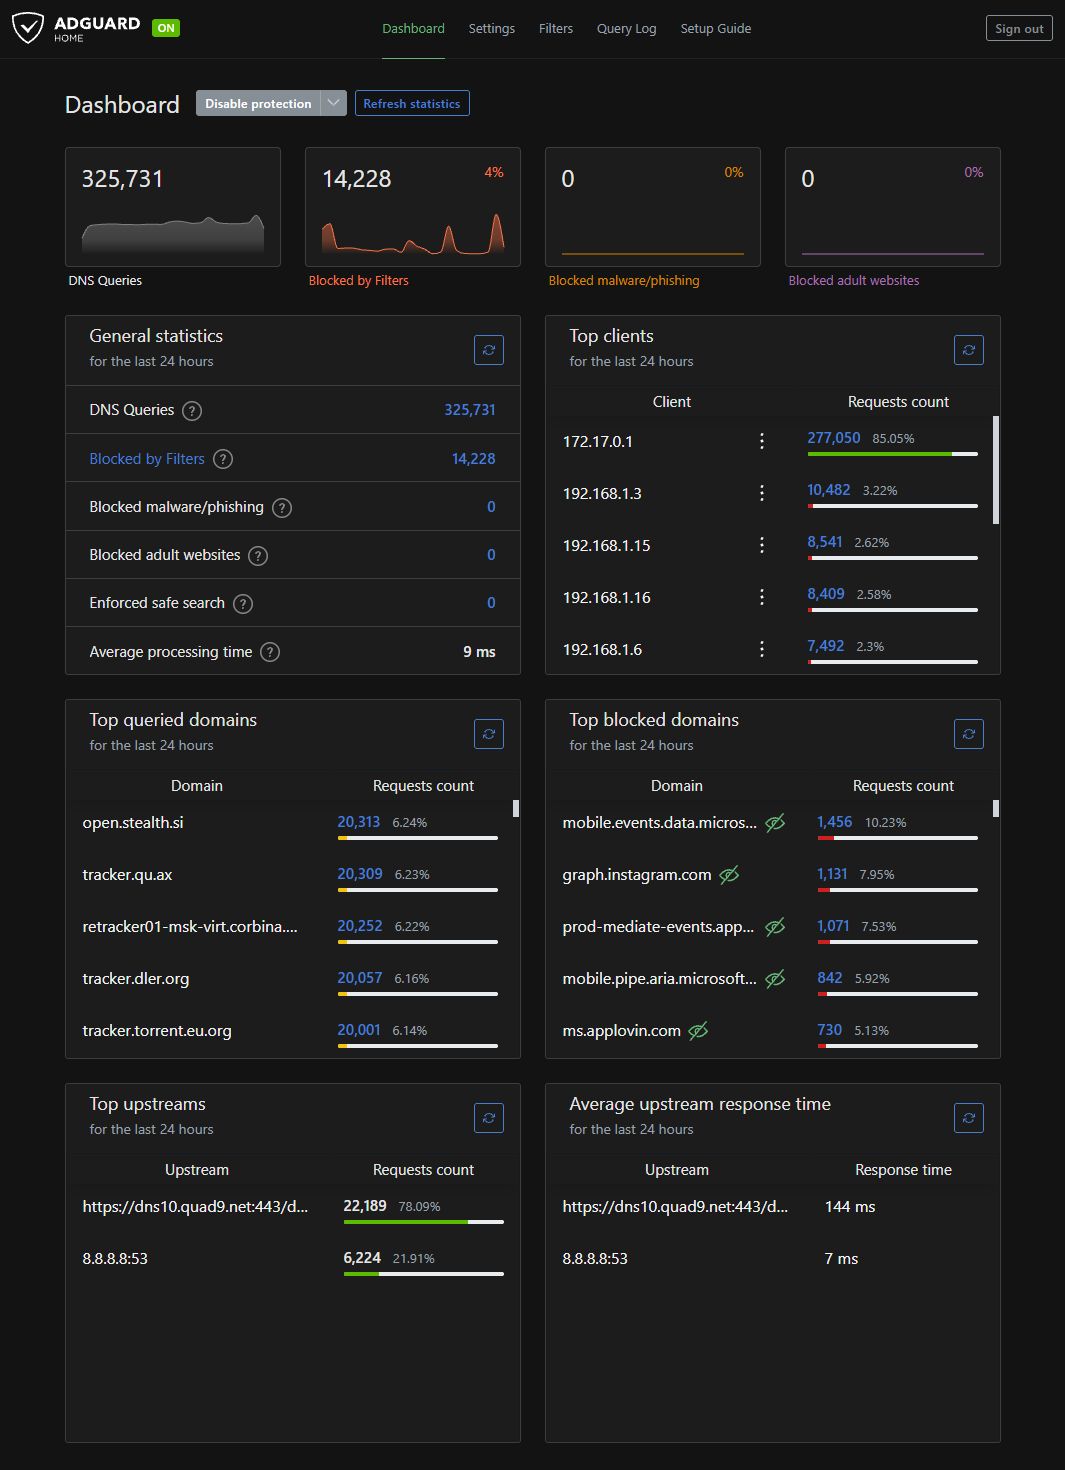 ADGUARD
HOME
ON
Dashboard
Settings
Filters
Query Log
Setup Guide
Sign out
Dashboard
Disable protection
Refresh statistics
325,731
DNS Queries
14,228
4%
Blocked by Filters
0
0%
Blocked malware/phishing
0
0%
Blocked adult websites
General statistics
for the last 24 hours
DNS Queries ? 325,731
Blocked by Filters ? 14,228
Blocked malware/phishing ? 0
Blocked adult websites ? 0
Enforced safe search ? 0
Average processing time ? 9 ms
Top clients
for the last 24 hours
Client Requests count
172.17.0.1 277,050 85.05%
192.168.1.3 10,482 3.22%
192.168.1.15 8,541 2.62%
192.168.1.16 8,409 2.58%
192.168.1.6 7,492 2.3%
Top queried domains
for the last 24 hours
Domain Requests count
open.stealth.si 20,313 6.24%
tracker.qu.ax 20,309 6.23%
retracker01-msk-virt.corbina.... 20,252 6.22%
tracker.dler.org 20,057 6.16%
tracker.torrent.eu.org 20,001 6.14%
Top blocked domains
for the last 24 hours
Domain Requests count
mobile.events.data.micros... 1,456 10.23%
graph.instagram.com 1,131 7.95%
prod-mediate-events.app... 1,071 7.53%
mobile.pipe.aria.microsoft... 842 5.92%
ms.applovin.com 730 5.13%
Top upstreams
for the last 24 hours
Upstream Requests count
https://dns10.quad9.net:443/d... 22,189 78.09%
8.8.8.8:53 6,224 21.91%
Average upstream response time
for the last 24 hours
Upstream Response time
https://dns10.quad9.net:443/d... 144 ms
8.8.8.8:53 7 ms